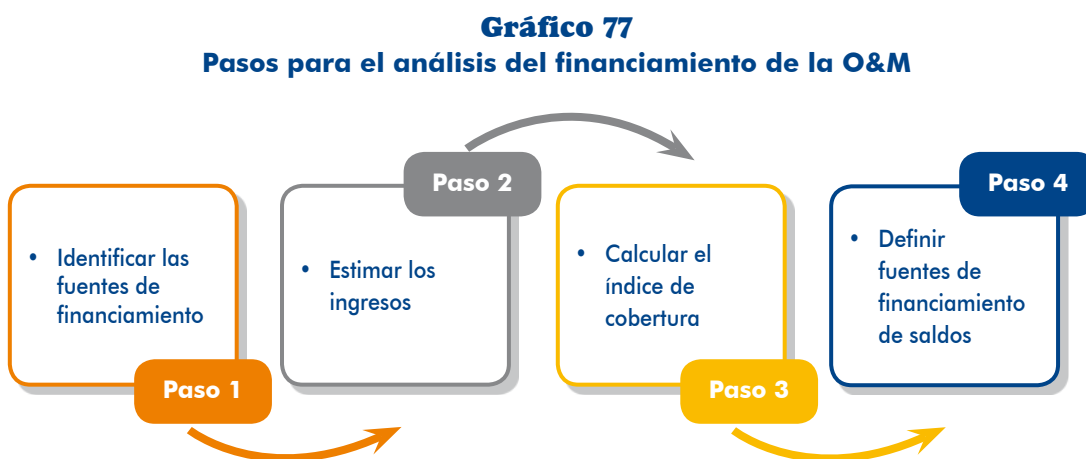 Gráfico 77
Pasos para el análisis del financiamiento de la O&M
Paso 1
• Identificar las
fuentes de
financiamiento
Paso 2
• Estimar los
ingresos
Paso 3
• Calcular el
índice de
cobertura
Paso 4
• Definir
fuentes de
financiamiento
de saldos